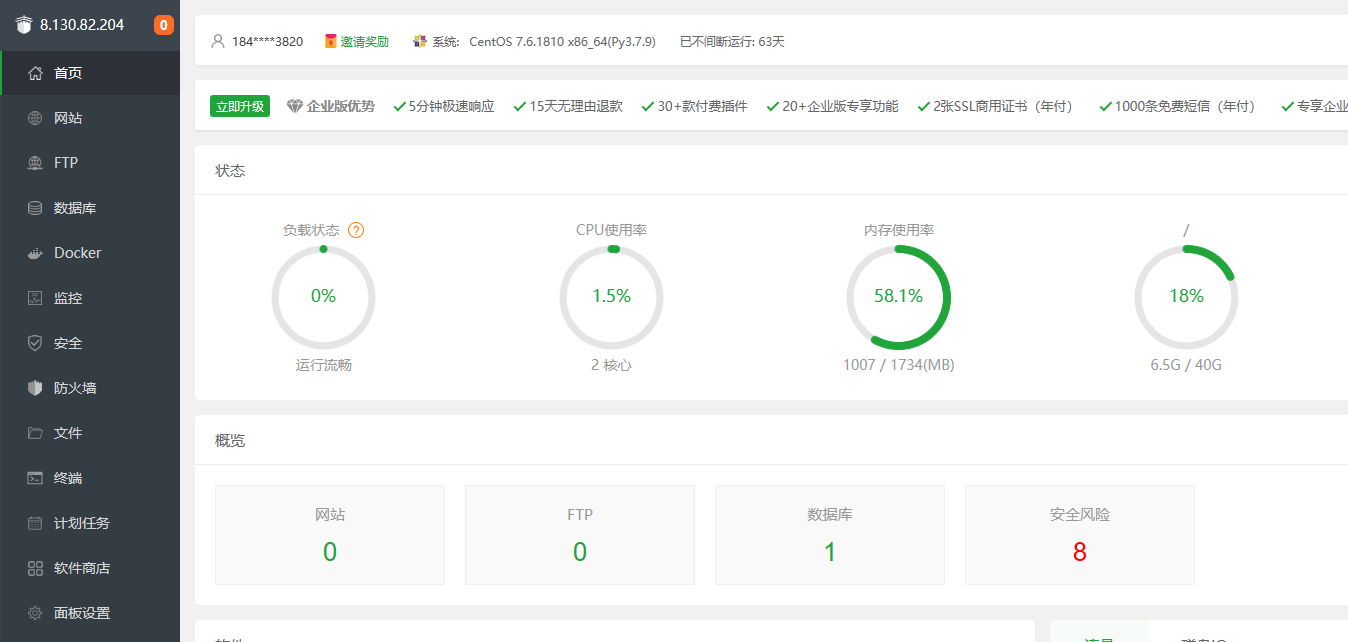 8.130.82.204 0
首页
网站
FTP
数据库
Docker
监控
安全
防火墙
文件
终端
计划任务
软件商店
面板设置
184****3820 邀请奖励 系统: CentOS 7.6.1810 x86_64(Py3.7.9) 已不间断运行: 63天
立即升级 企业版优势 5分钟极速响应 15天无理由退款 30+款付费插件 20+企业版专享功能 2张SSL商用证书（年付） 1000条免费短信（年付） 专享企业
状态
负载状态 ? CPU使用率 内存使用率 /
0% 1.5% 58.1% 18%
运行流畅 2 核心 1007 / 1734(MB) 6.5G / 40G
概览
网站 FTP 数据库 安全风险
0 0 1 8